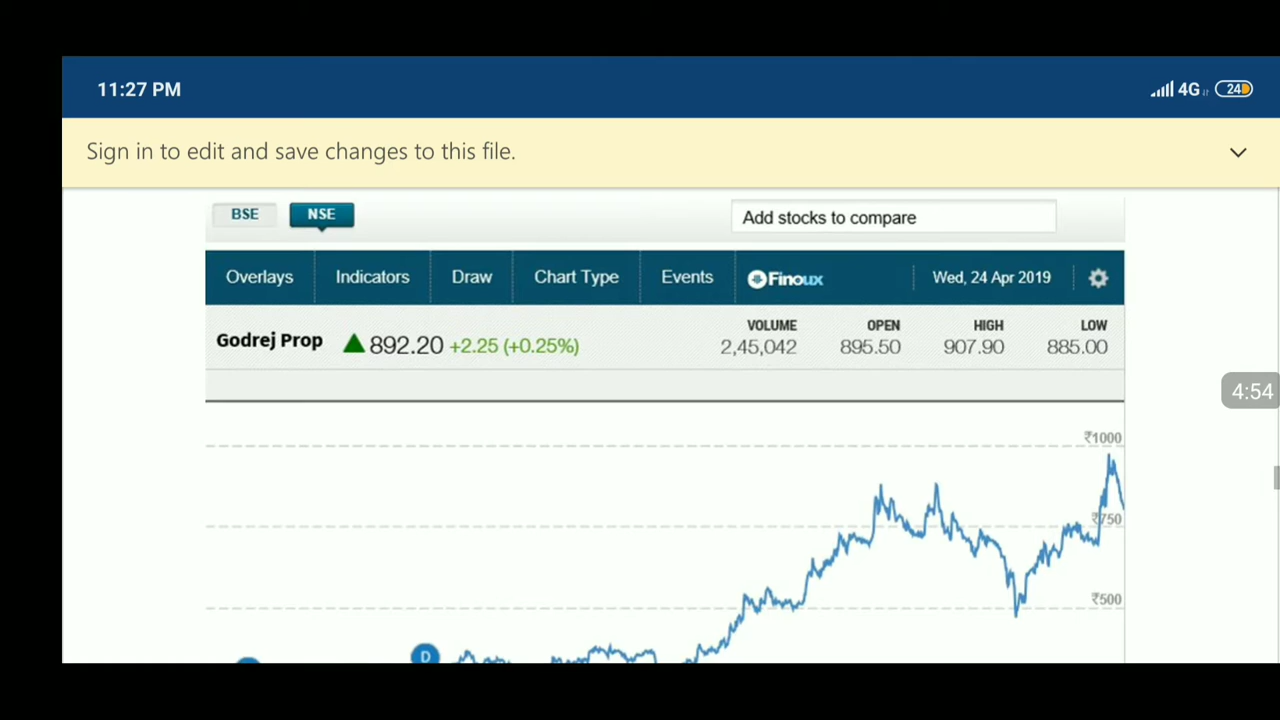 11:27 PM 4G 24
Sign in to edit and save changes to this file.
BSE NSE Add stocks to compare
Overlays Indicators Draw Chart Type Events Finoux Wed, 24 Apr 2019
VOLUME OPEN HIGH LOW
Godrej Prop 892.20 +2.25 (+0.25%) 2,45,042 895.50 907.90 885.00
4:54
₹1000
₹750
₹500
D